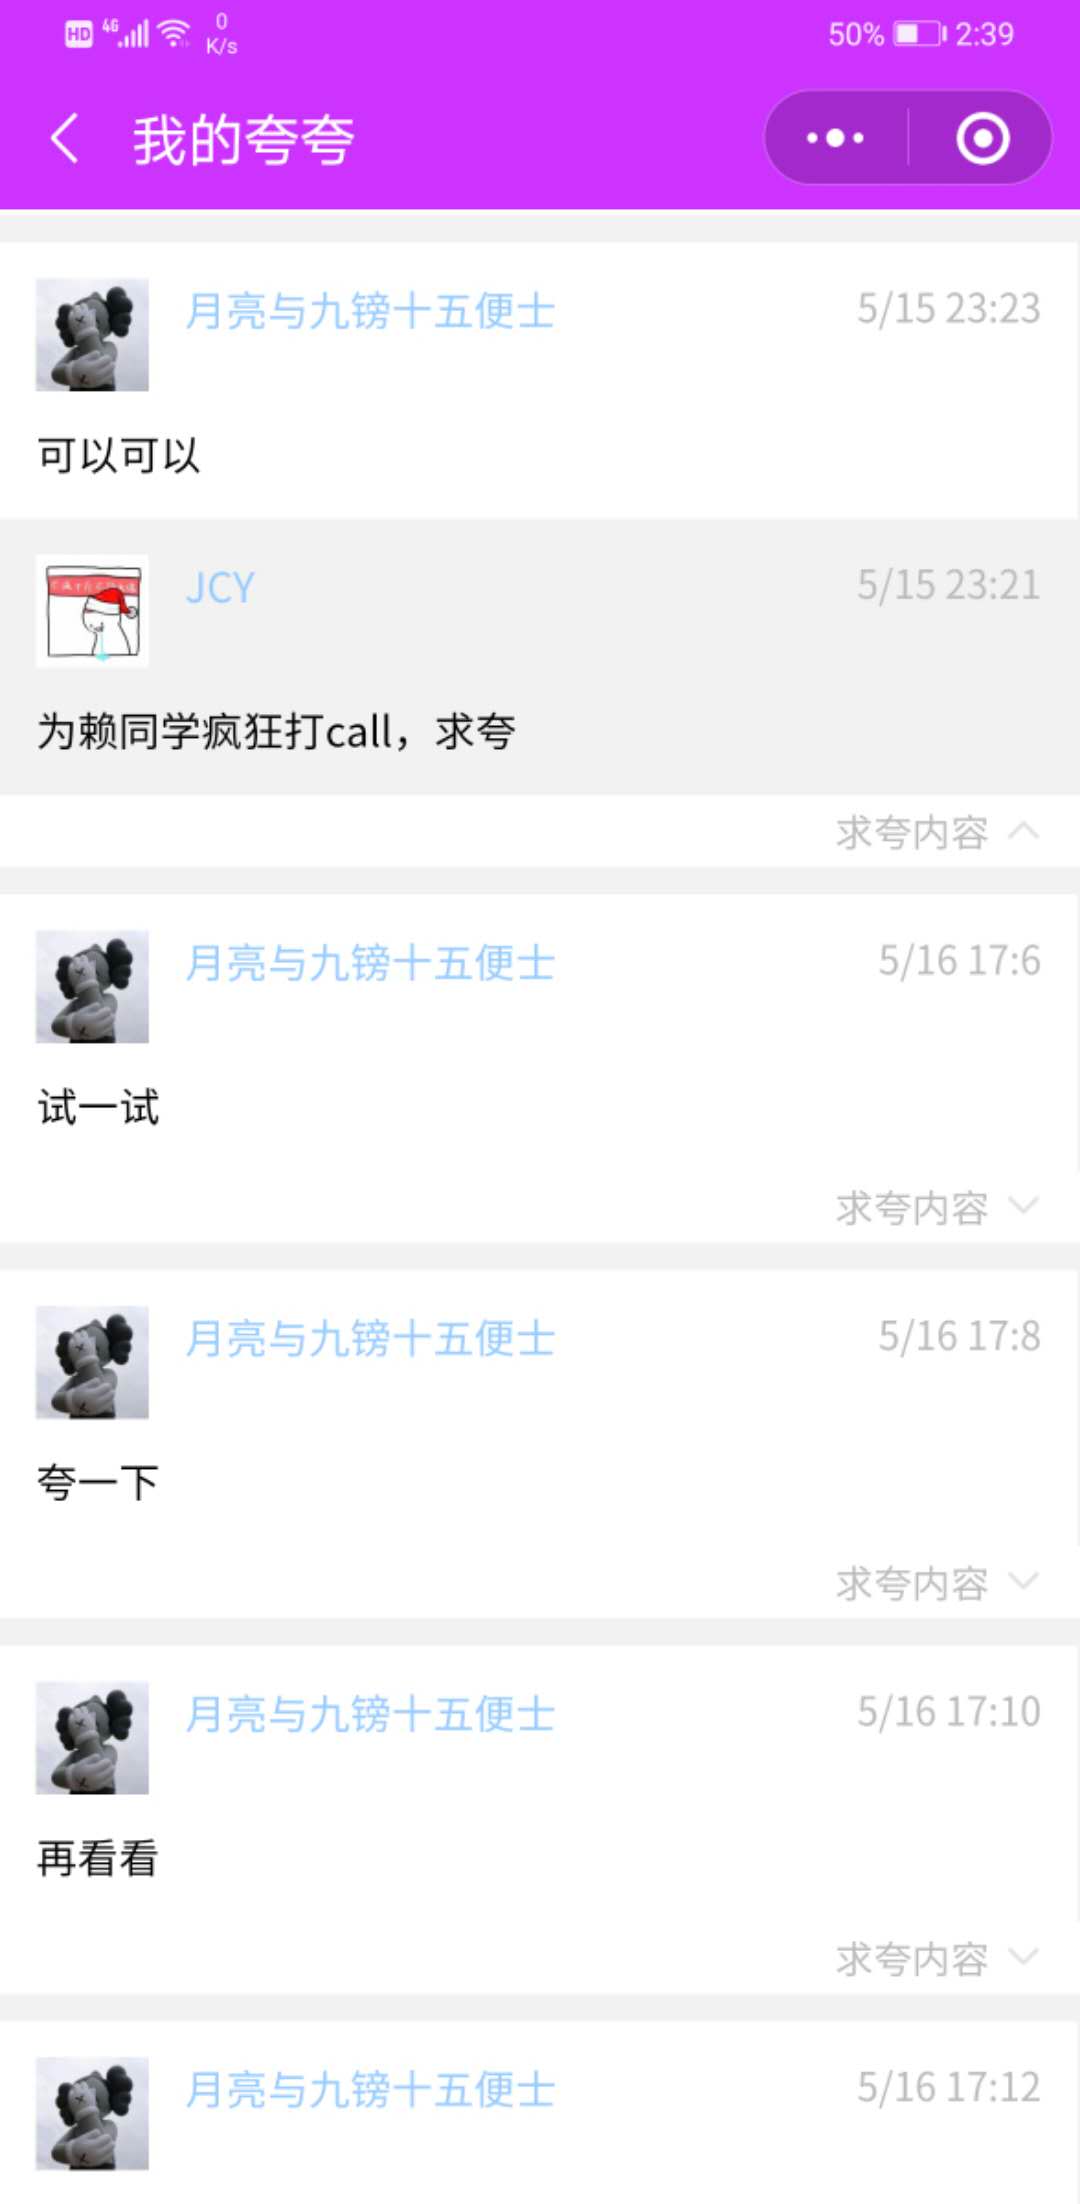 HD 4G 0 K/s 50% 2:39
我的夸夸
月亮与九镑十五便士 5/15 23:23
可以可以
JCY 5/15 23:21
为赖同学疯狂打call，求夸
求夸内容
月亮与九镑十五便士 5/16 17:6
试一试
求夸内容
月亮与九镑十五便士 5/16 17:8
夸一下
求夸内容
月亮与九镑十五便士 5/16 17:10
再看看
求夸内容
月亮与九镑十五便士 5/16 17:12